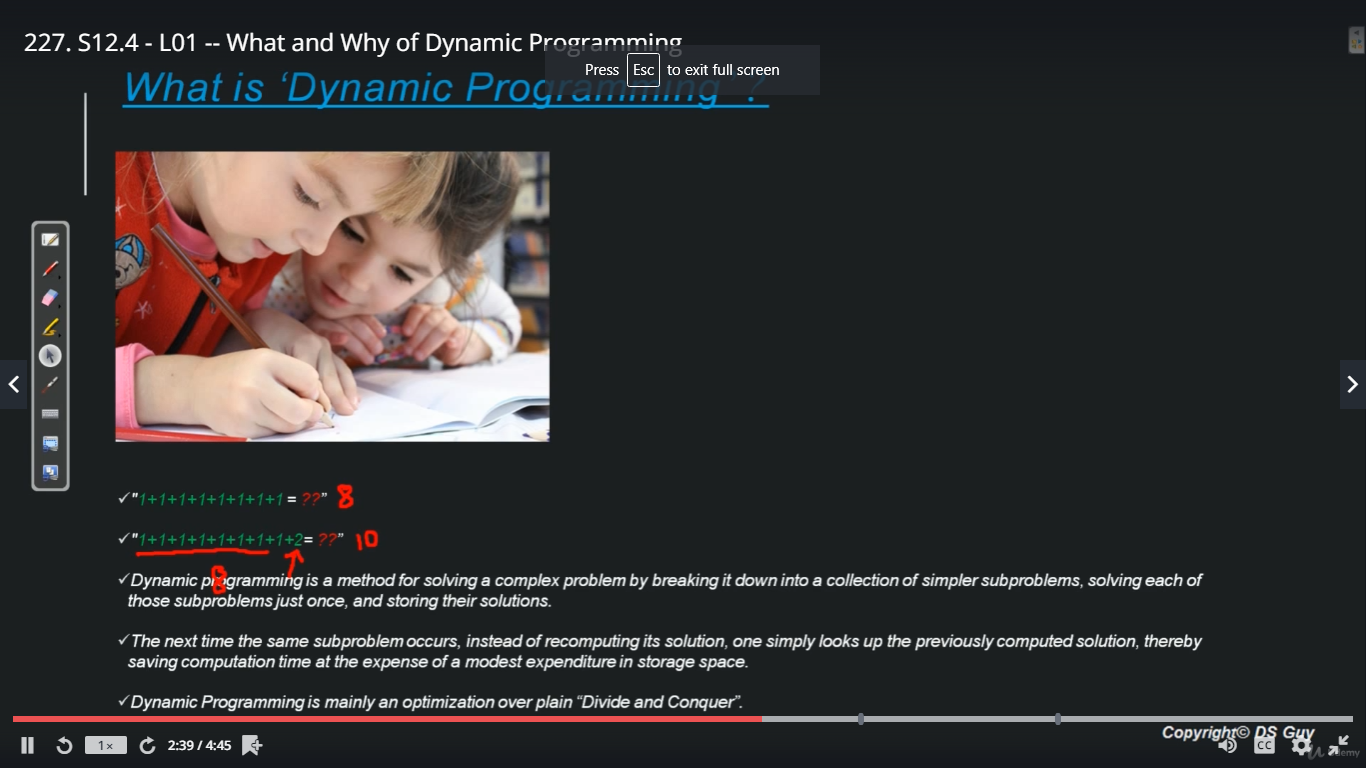 227. S12.4 - L01 -- What and Why of Dynamic Programming
Press Esc to exit full screen
What is ‘Dynamic Programming’?
✓"1+1+1+1+1+1+1+1 = ??” 8
✓"1+1+1+1+1+1+1+1+2= ??” 10
8
✓Dynamic programming is a method for solving a complex problem by breaking it down into a collection of simpler subproblems, solving each of
those subproblems just once, and storing their solutions.
✓The next time the same subproblem occurs, instead of recomputing its solution, one simply looks up the previously computed solution, thereby
saving computation time at the expense of a modest expenditure in storage space.
✓Dynamic Programming is mainly an optimization over plain “Divide and Conquer”.
Copyright© DS Guy
1x 2:39 / 4:45 CC
Udemy